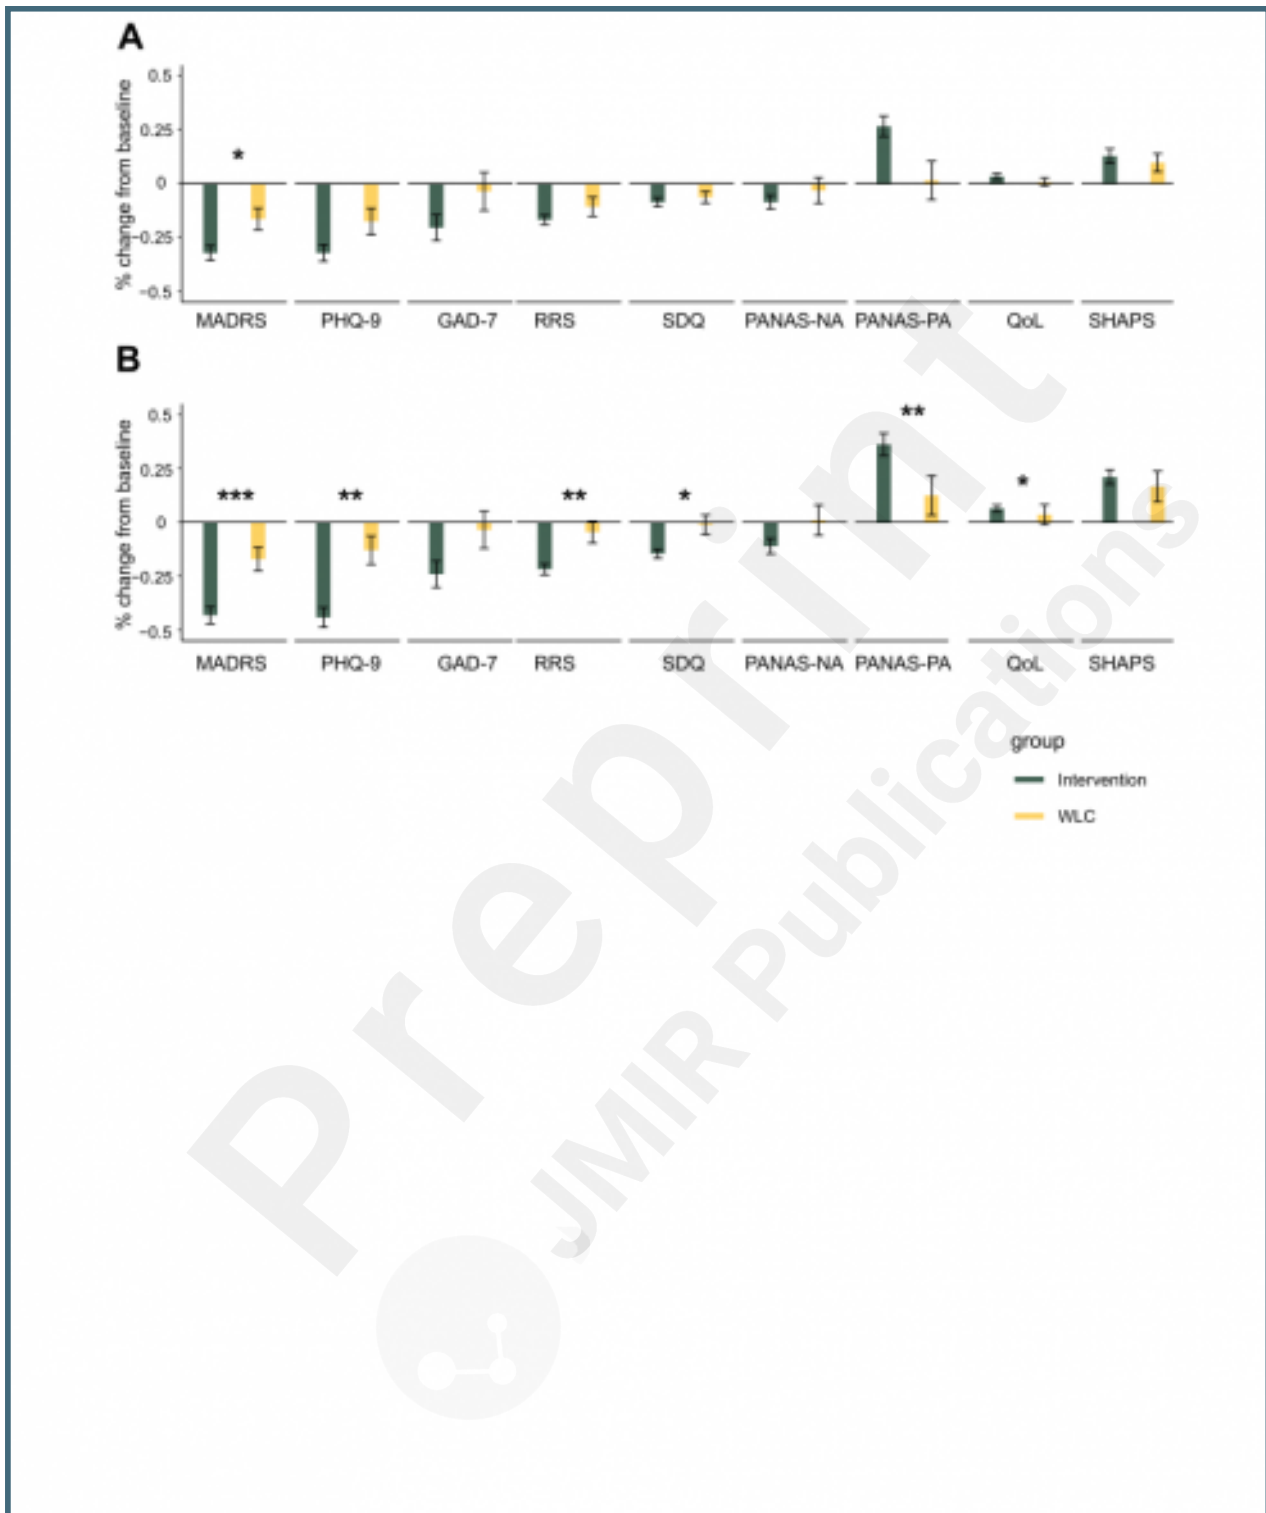 A
% change from baseline
0.5
0.25
0
−0.25
−0.5
*
MADRS PHQ-9 GAD-7 RRS SDQ PANAS-NA PANAS-PA QoL SHAPS
B
% change from baseline
0.5
0.25
0
−0.25
−0.5
*** ** ** * ** *
MADRS PHQ-9 GAD-7 RRS SDQ PANAS-NA PANAS-PA QoL SHAPS
group
Intervention
WLC
Preprint
JMIR Publications